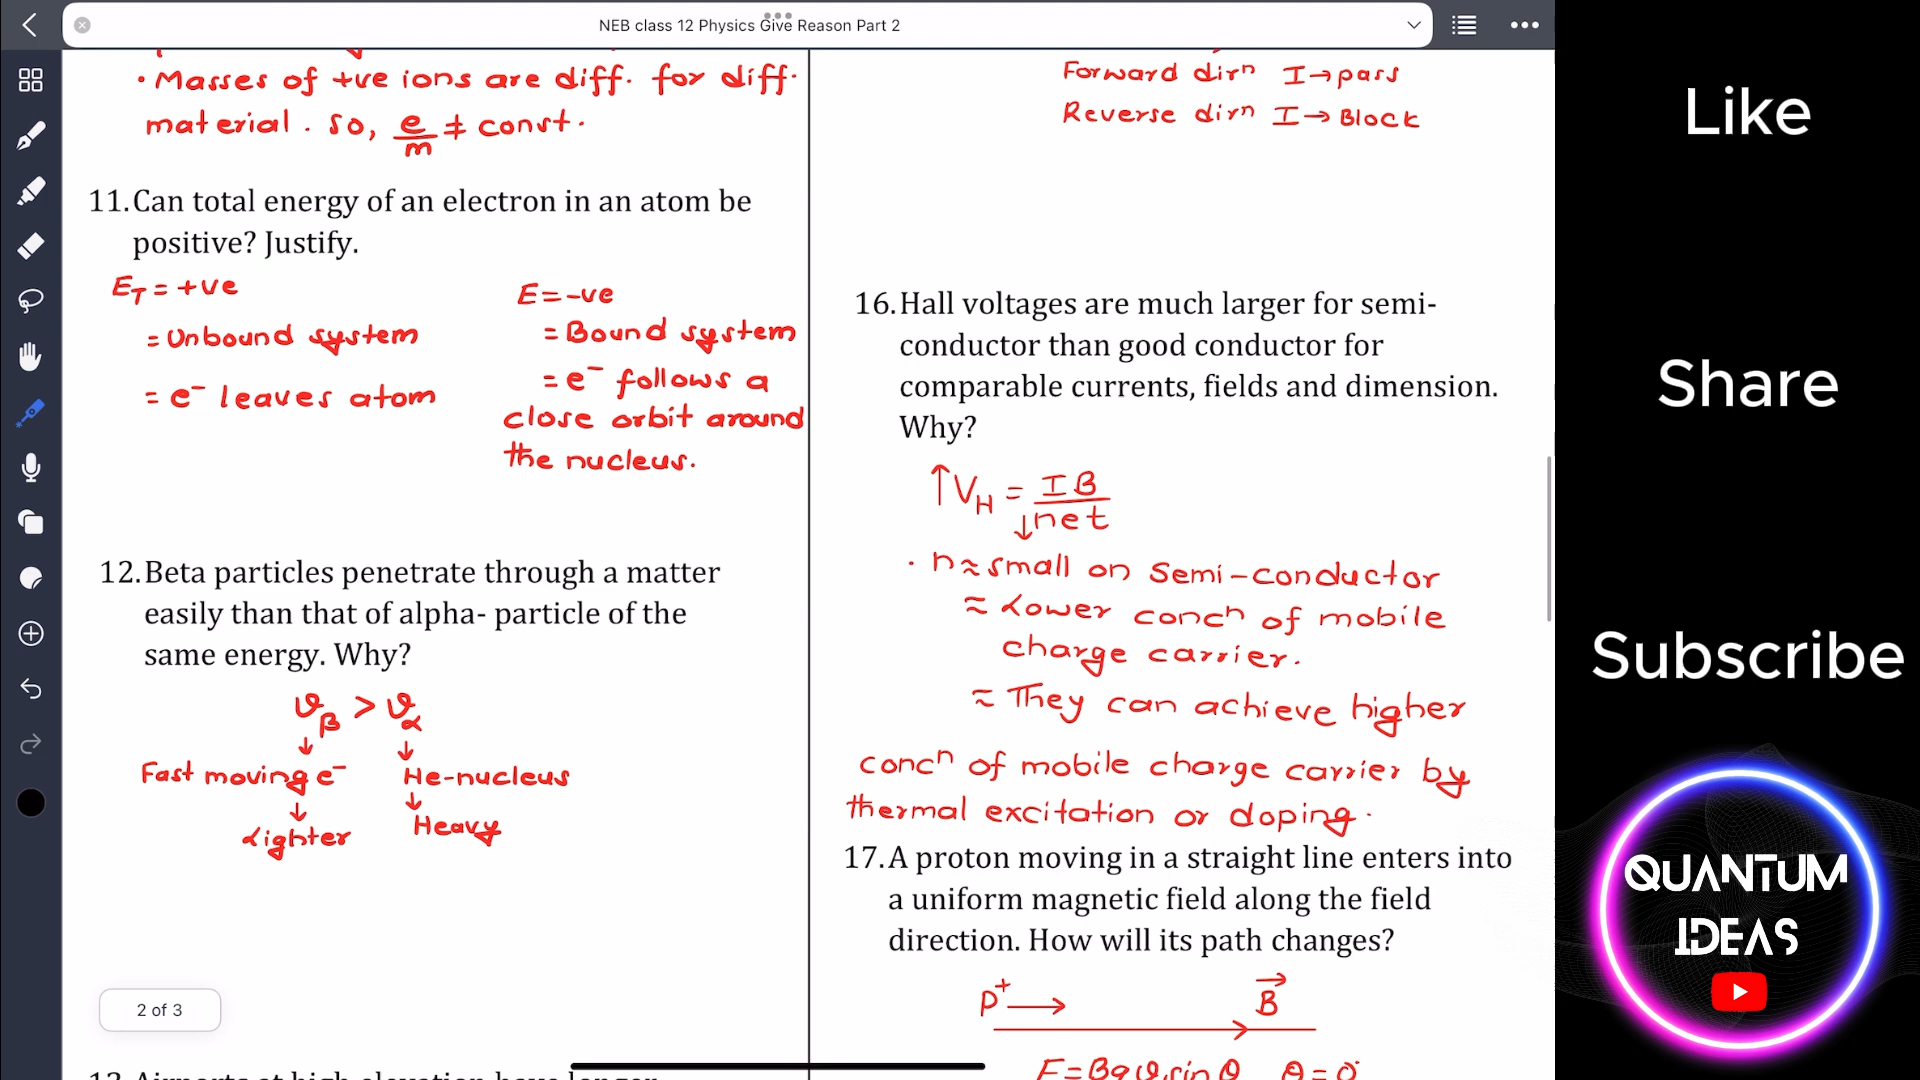 NEB class 12 Physics Give Reason Part 2
• Masses of +ve ions are diff. for diff.
material. so, e/m ≠ const.
11. Can total energy of an electron in an atom be
positive? Justify.
E_T = +ve
= Unbound system
= e⁻ leaves atom
E = -ve
= Bound system
= e⁻ follows a
close orbit around
the nucleus.
12. Beta particles penetrate through a matter
easily than that of alpha- particle of the
same energy. Why?
ϑ_β > ϑ_α
↓ ↓
Fast moving e⁻ He-nucleus
↓ ↓
Lighter Heavy
2 of 3
Forward dirⁿ I → pass
Reverse dirⁿ I → Block
16. Hall voltages are much larger for semi-
conductor than good conductor for
comparable currents, fields and dimension.
Why?
↑V_H = IB/↓net
• n ≈ small on semi-conductor
≈ Lower concⁿ of mobile
charge carrier.
≈ They can achieve higher
concⁿ of mobile charge carrier by
thermal excitation or doping.
17. A proton moving in a straight line enters into
a uniform magnetic field along the field
direction. How will its path changes?
P⁺ → B⃗
F = Bqϑ sin θ θ = 0°
Like
Share
Subscribe
QUANTUM
IDEAS